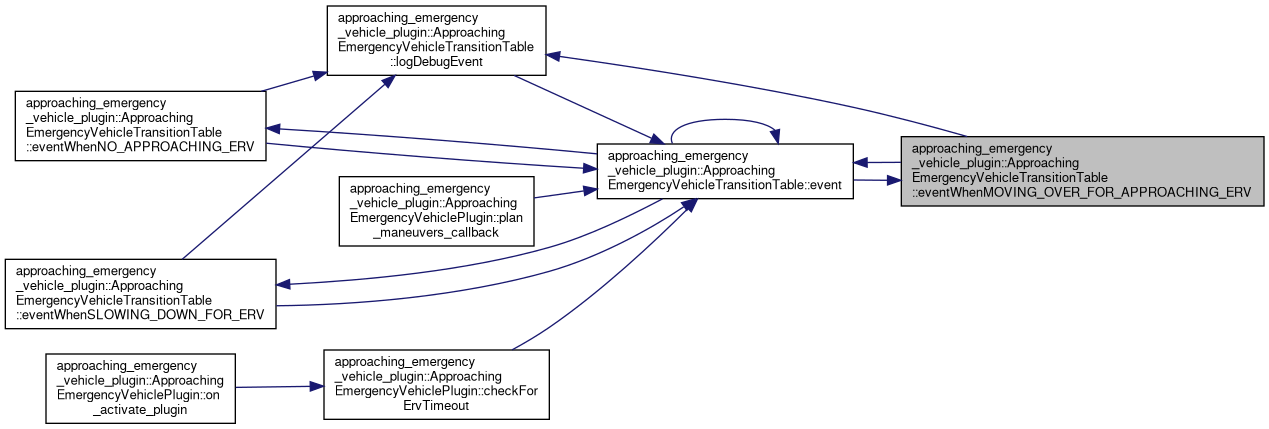 approaching_emergency
_vehicle_plugin::Approaching
EmergencyVehicleTransitionTable
::logDebugEvent
approaching_emergency
_vehicle_plugin::Approaching
EmergencyVehicleTransitionTable
::eventWhenNO_APPROACHING_ERV
approaching_emergency
_vehicle_plugin::Approaching
EmergencyVehicleTransitionTable::event
approaching_emergency
_vehicle_plugin::Approaching
EmergencyVehicleTransitionTable
::eventWhenMOVING_OVER_FOR_APPROACHING_ERV
approaching_emergency
_vehicle_plugin::Approaching
EmergencyVehiclePlugin::plan
_maneuvers_callback
approaching_emergency
_vehicle_plugin::Approaching
EmergencyVehicleTransitionTable
::eventWhenSLOWING_DOWN_FOR_ERV
approaching_emergency
_vehicle_plugin::Approaching
EmergencyVehiclePlugin::on
_activate_plugin
approaching_emergency
_vehicle_plugin::Approaching
EmergencyVehiclePlugin::checkFor
ErvTimeout